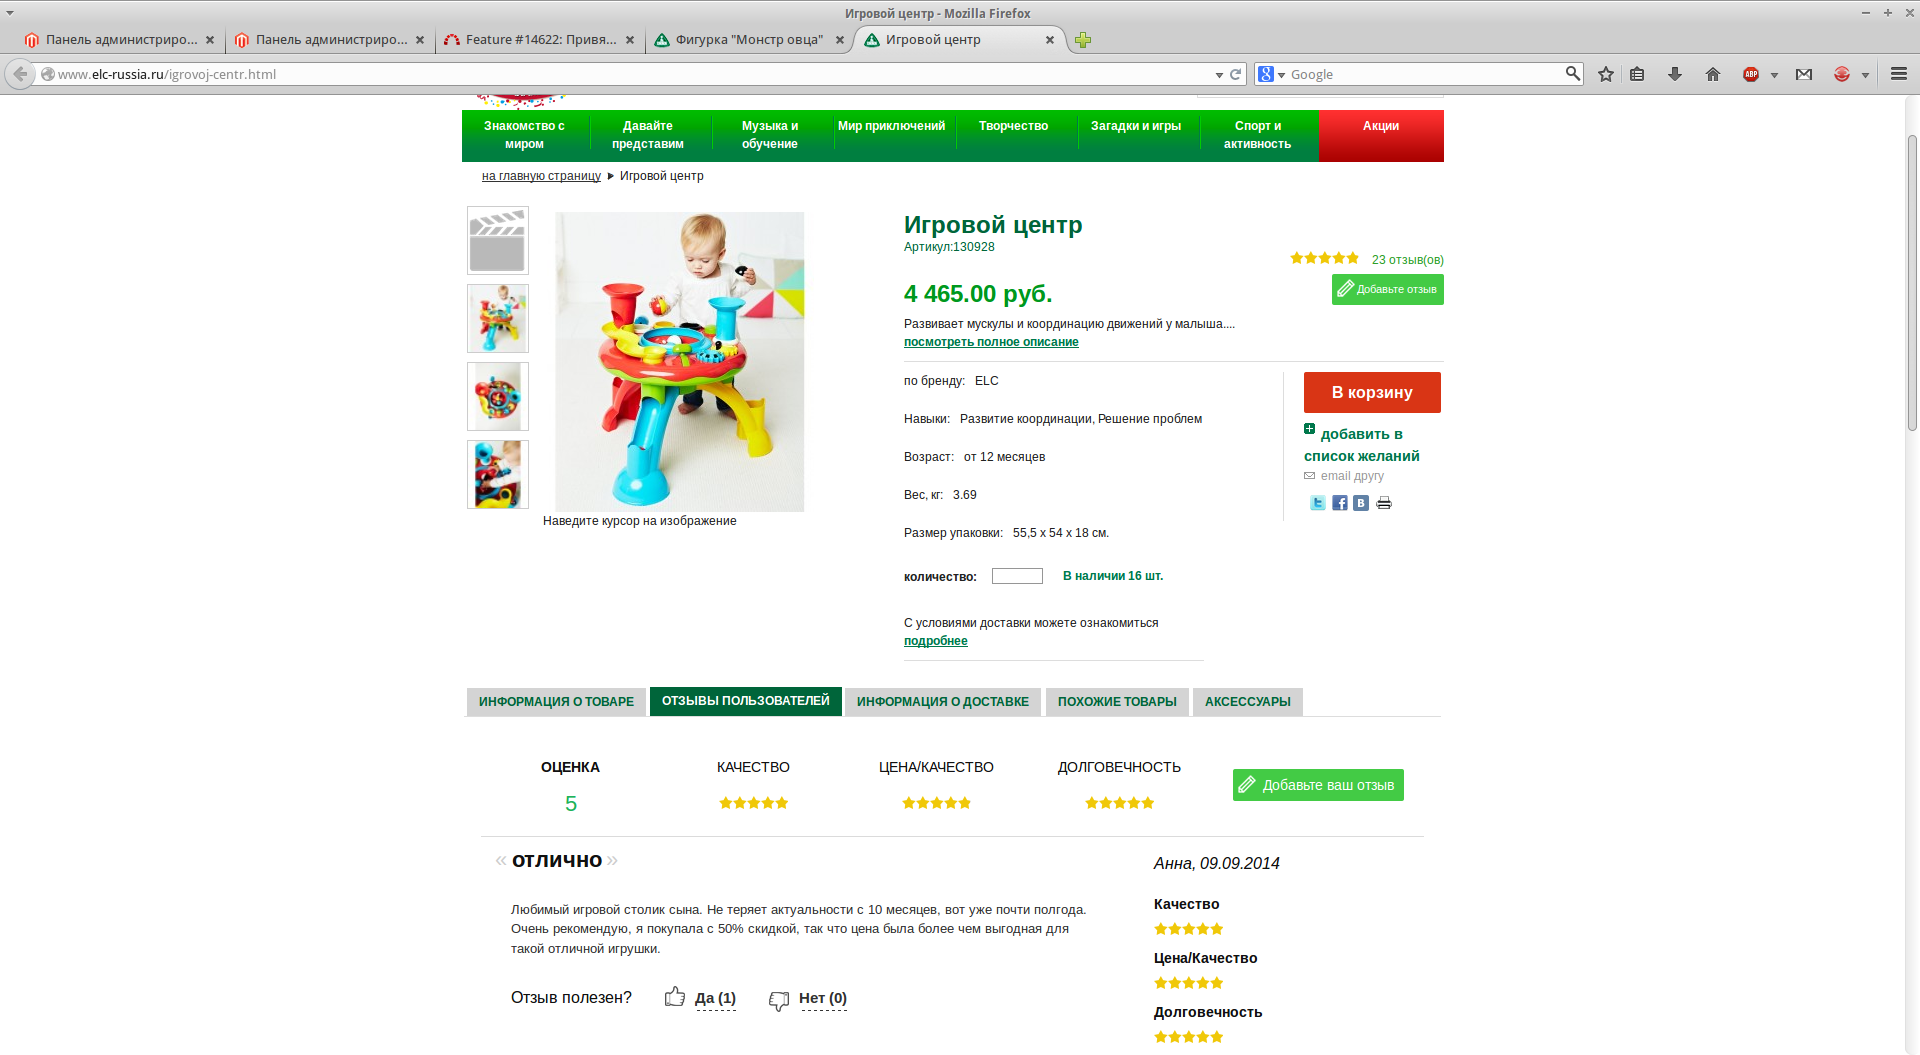 Игровой центр - Mozilla Firefox
Панель администриро...
Панель администриро...
Feature #14622: Привя...
Фигурка "Монстр овца"
Игровой центр
www.elc-russia.ru/igrovoj-centr.html
Google
ABP
Знакомство с миром
Давайте представим
Музыка и обучение
Мир приключений
Творчество
Загадки и игры
Спорт и активность
Акции
на главную страницу
Игровой центр
Наведите курсор на изображение
Игровой центр
Артикул:130928
23 отзыв(ов)
Добавьте отзыв
4 465.00 руб.
Развивает мускулы и координацию движений у малыша....
посмотреть полное описание
по бренду: ELC
Навыки: Развитие координации, Решение проблем
Возраст: от 12 месяцев
Вес, кг: 3.69
Размер упаковки: 55,5 x 54 x 18 см.
количество:
В наличии 16 шт.
С условиями доставки можете ознакомиться
подробнее
В корзину
добавить в
список желаний
email другу
ИНФОРМАЦИЯ О ТОВАРЕ
ОТЗЫВЫ ПОЛЬЗОВАТЕЛЕЙ
ИНФОРМАЦИЯ О ДОСТАВКЕ
ПОХОЖИЕ ТОВАРЫ
АКСЕССУАРЫ
ОЦЕНКА
5
КАЧЕСТВО
ЦЕНА/КАЧЕСТВО
ДОЛГОВЕЧНОСТЬ
Добавьте ваш отзыв
« отлично »
Любимый игровой столик сына. Не теряет актуальности с 10 месяцев, вот уже почти полгода.
Очень рекомендую, я покупала с 50% скидкой, так что цена была более чем выгодная для
такой отличной игрушки.
Отзыв полезен?
Да (1)
Нет (0)
Анна, 09.09.2014
Качество
Цена/Качество
Долговечность